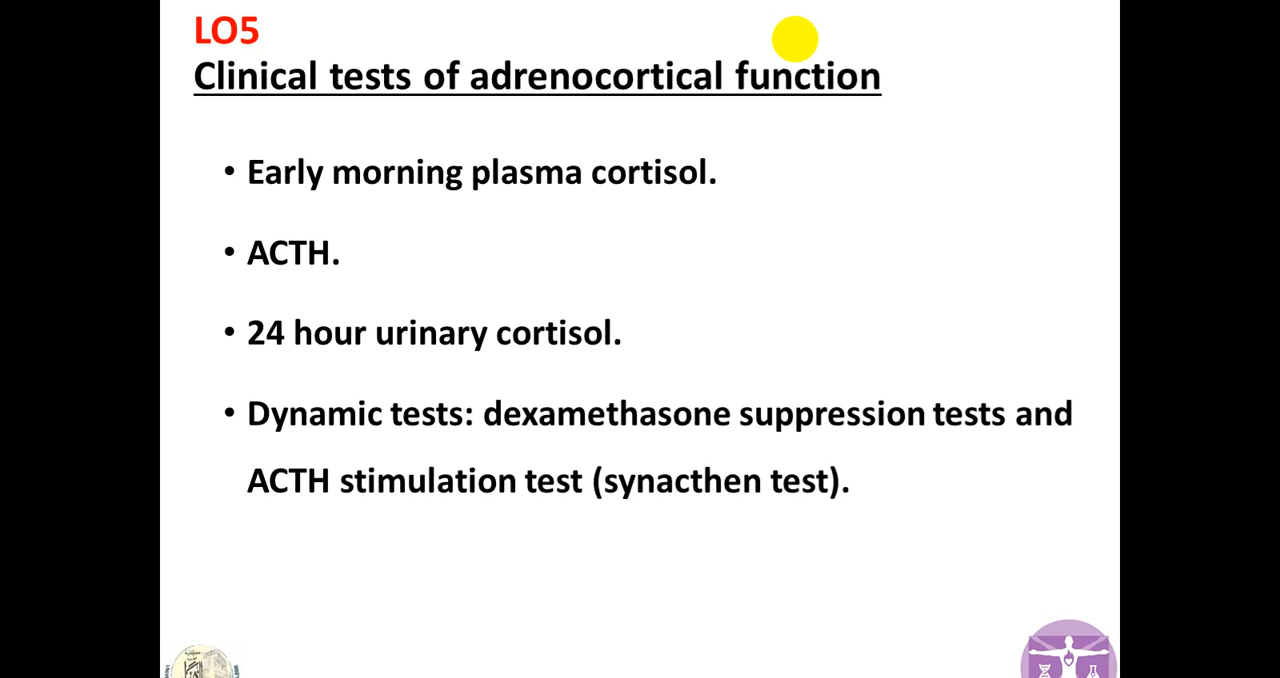 LO5
Clinical tests of adrenocortical function
• Early morning plasma cortisol.
• ACTH.
• 24 hour urinary cortisol.
• Dynamic tests: dexamethasone suppression tests and
ACTH stimulation test (synacthen test).